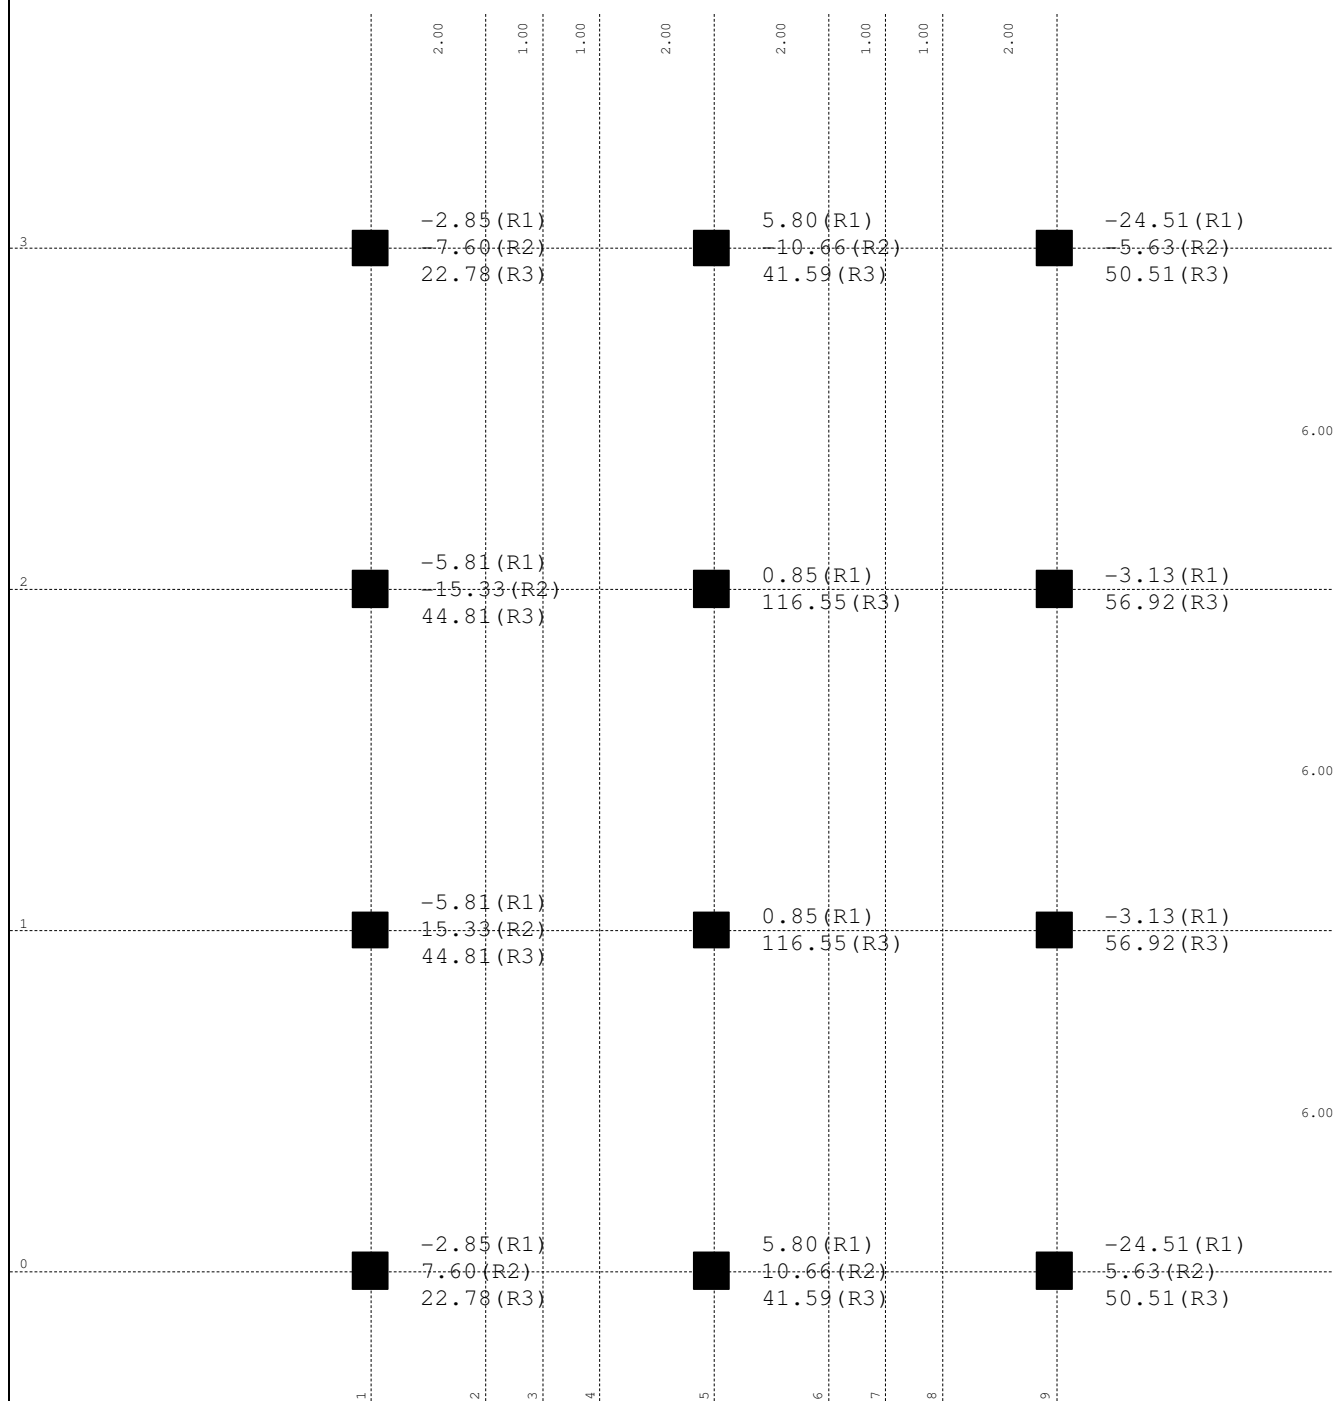 2.00
1.00
1.00
2.00
2.00
1.00
1.00
2.00
3
-2.85(R1)
-7.60(R2)
22.78(R3)
5.80(R1)
-10.66(R2)
41.59(R3)
-24.51(R1)
-5.63(R2)
50.51(R3)
6.00
2
-5.81(R1)
-15.33(R2)
44.81(R3)
0.85(R1)
116.55(R3)
-3.13(R1)
56.92(R3)
6.00
1
-5.81(R1)
15.33(R2)
44.81(R3)
0.85(R1)
116.55(R3)
-3.13(R1)
56.92(R3)
6.00
0
-2.85(R1)
7.60(R2)
22.78(R3)
5.80(R1)
10.66(R2)
41.59(R3)
-24.51(R1)
5.63(R2)
50.51(R3)
1
2
3
4
5
6
7
8
9